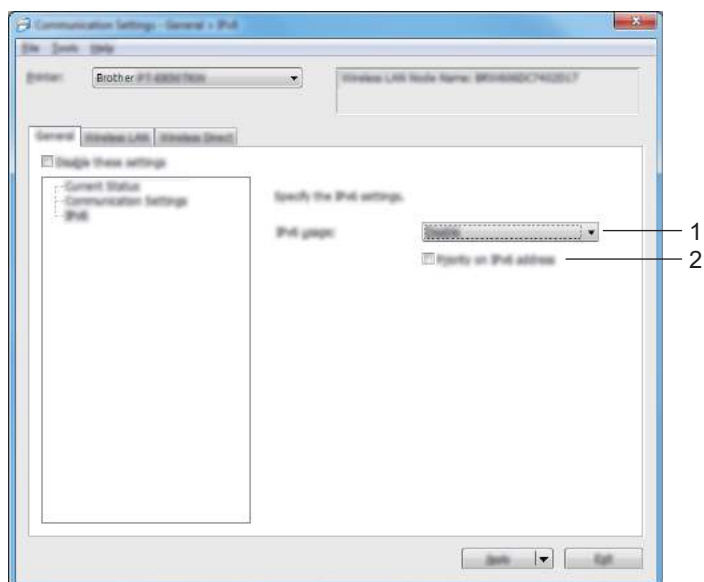 Communication Settings - General > IPv6
File Tools Help
Printer:
Brother
Wireless LAN Node Name:
General Wireless LAN Wireless Direct
Disable these settings
Current Status
Communication Settings
IPv6
Specify the IPv6 settings.
IPv6 usage:
1
Priority on IPv6 address
2
Apply
Exit